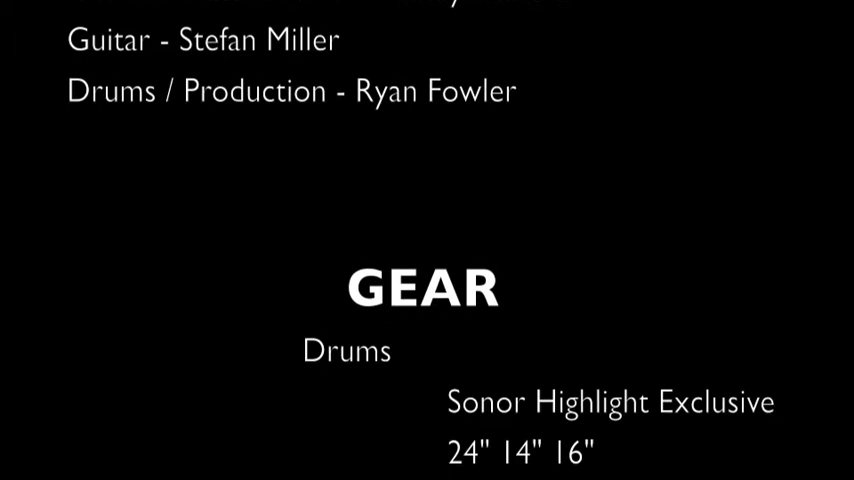 Guitar - Stefan Miller
Drums / Production - Ryan Fowler
GEAR
Drums
Sonor Highlight Exclusive
24" 14" 16"